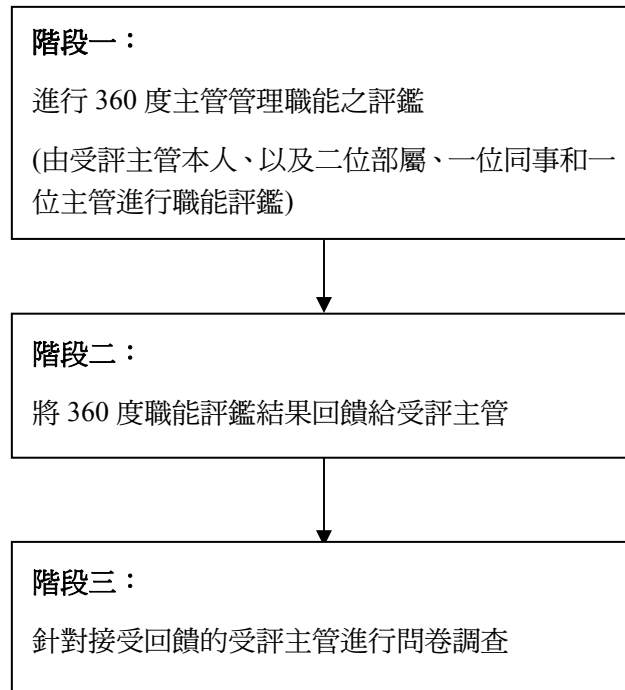 階段一：
進行 360 度主管管理職能之評鑑
(由受評主管本人、以及二位部屬、一位同事和一
位主管進行職能評鑑)
階段二：
將 360 度職能評鑑結果回饋給受評主管
階段三：
針對接受回饋的受評主管進行問卷調查